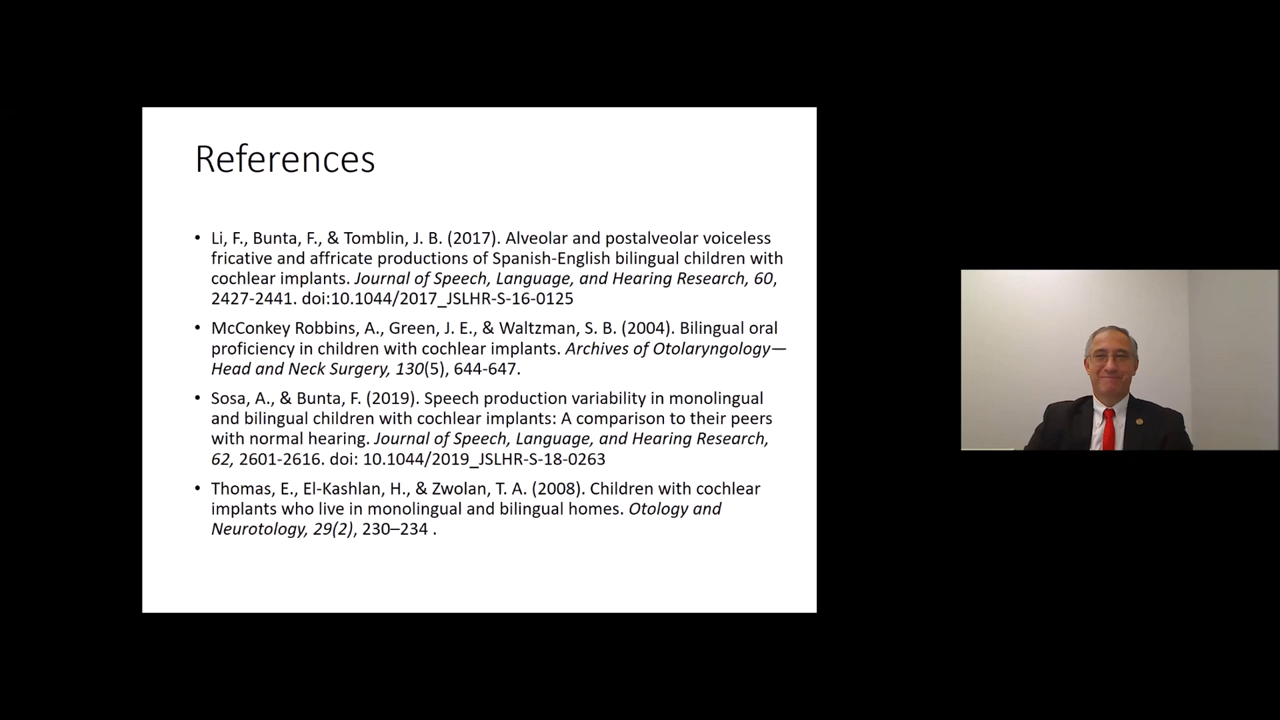 References
• Li, F., Bunta, F., & Tomblin, J. B. (2017). Alveolar and postalveolar voiceless
fricative and affricate productions of Spanish-English bilingual children with
cochlear implants. Journal of Speech, Language, and Hearing Research, 60,
2427-2441. doi:10.1044/2017_JSLHR-S-16-0125
• McConkey Robbins, A., Green, J. E., & Waltzman, S. B. (2004). Bilingual oral
proficiency in children with cochlear implants. Archives of Otolaryngology—
Head and Neck Surgery, 130(5), 644-647.
• Sosa, A., & Bunta, F. (2019). Speech production variability in monolingual
and bilingual children with cochlear implants: A comparison to their peers
with normal hearing. Journal of Speech, Language, and Hearing Research,
62, 2601-2616. doi: 10.1044/2019_JSLHR-S-18-0263
• Thomas, E., El-Kashlan, H., & Zwolan, T. A. (2008). Children with cochlear
implants who live in monolingual and bilingual homes. Otology and
Neurotology, 29(2), 230–234 .